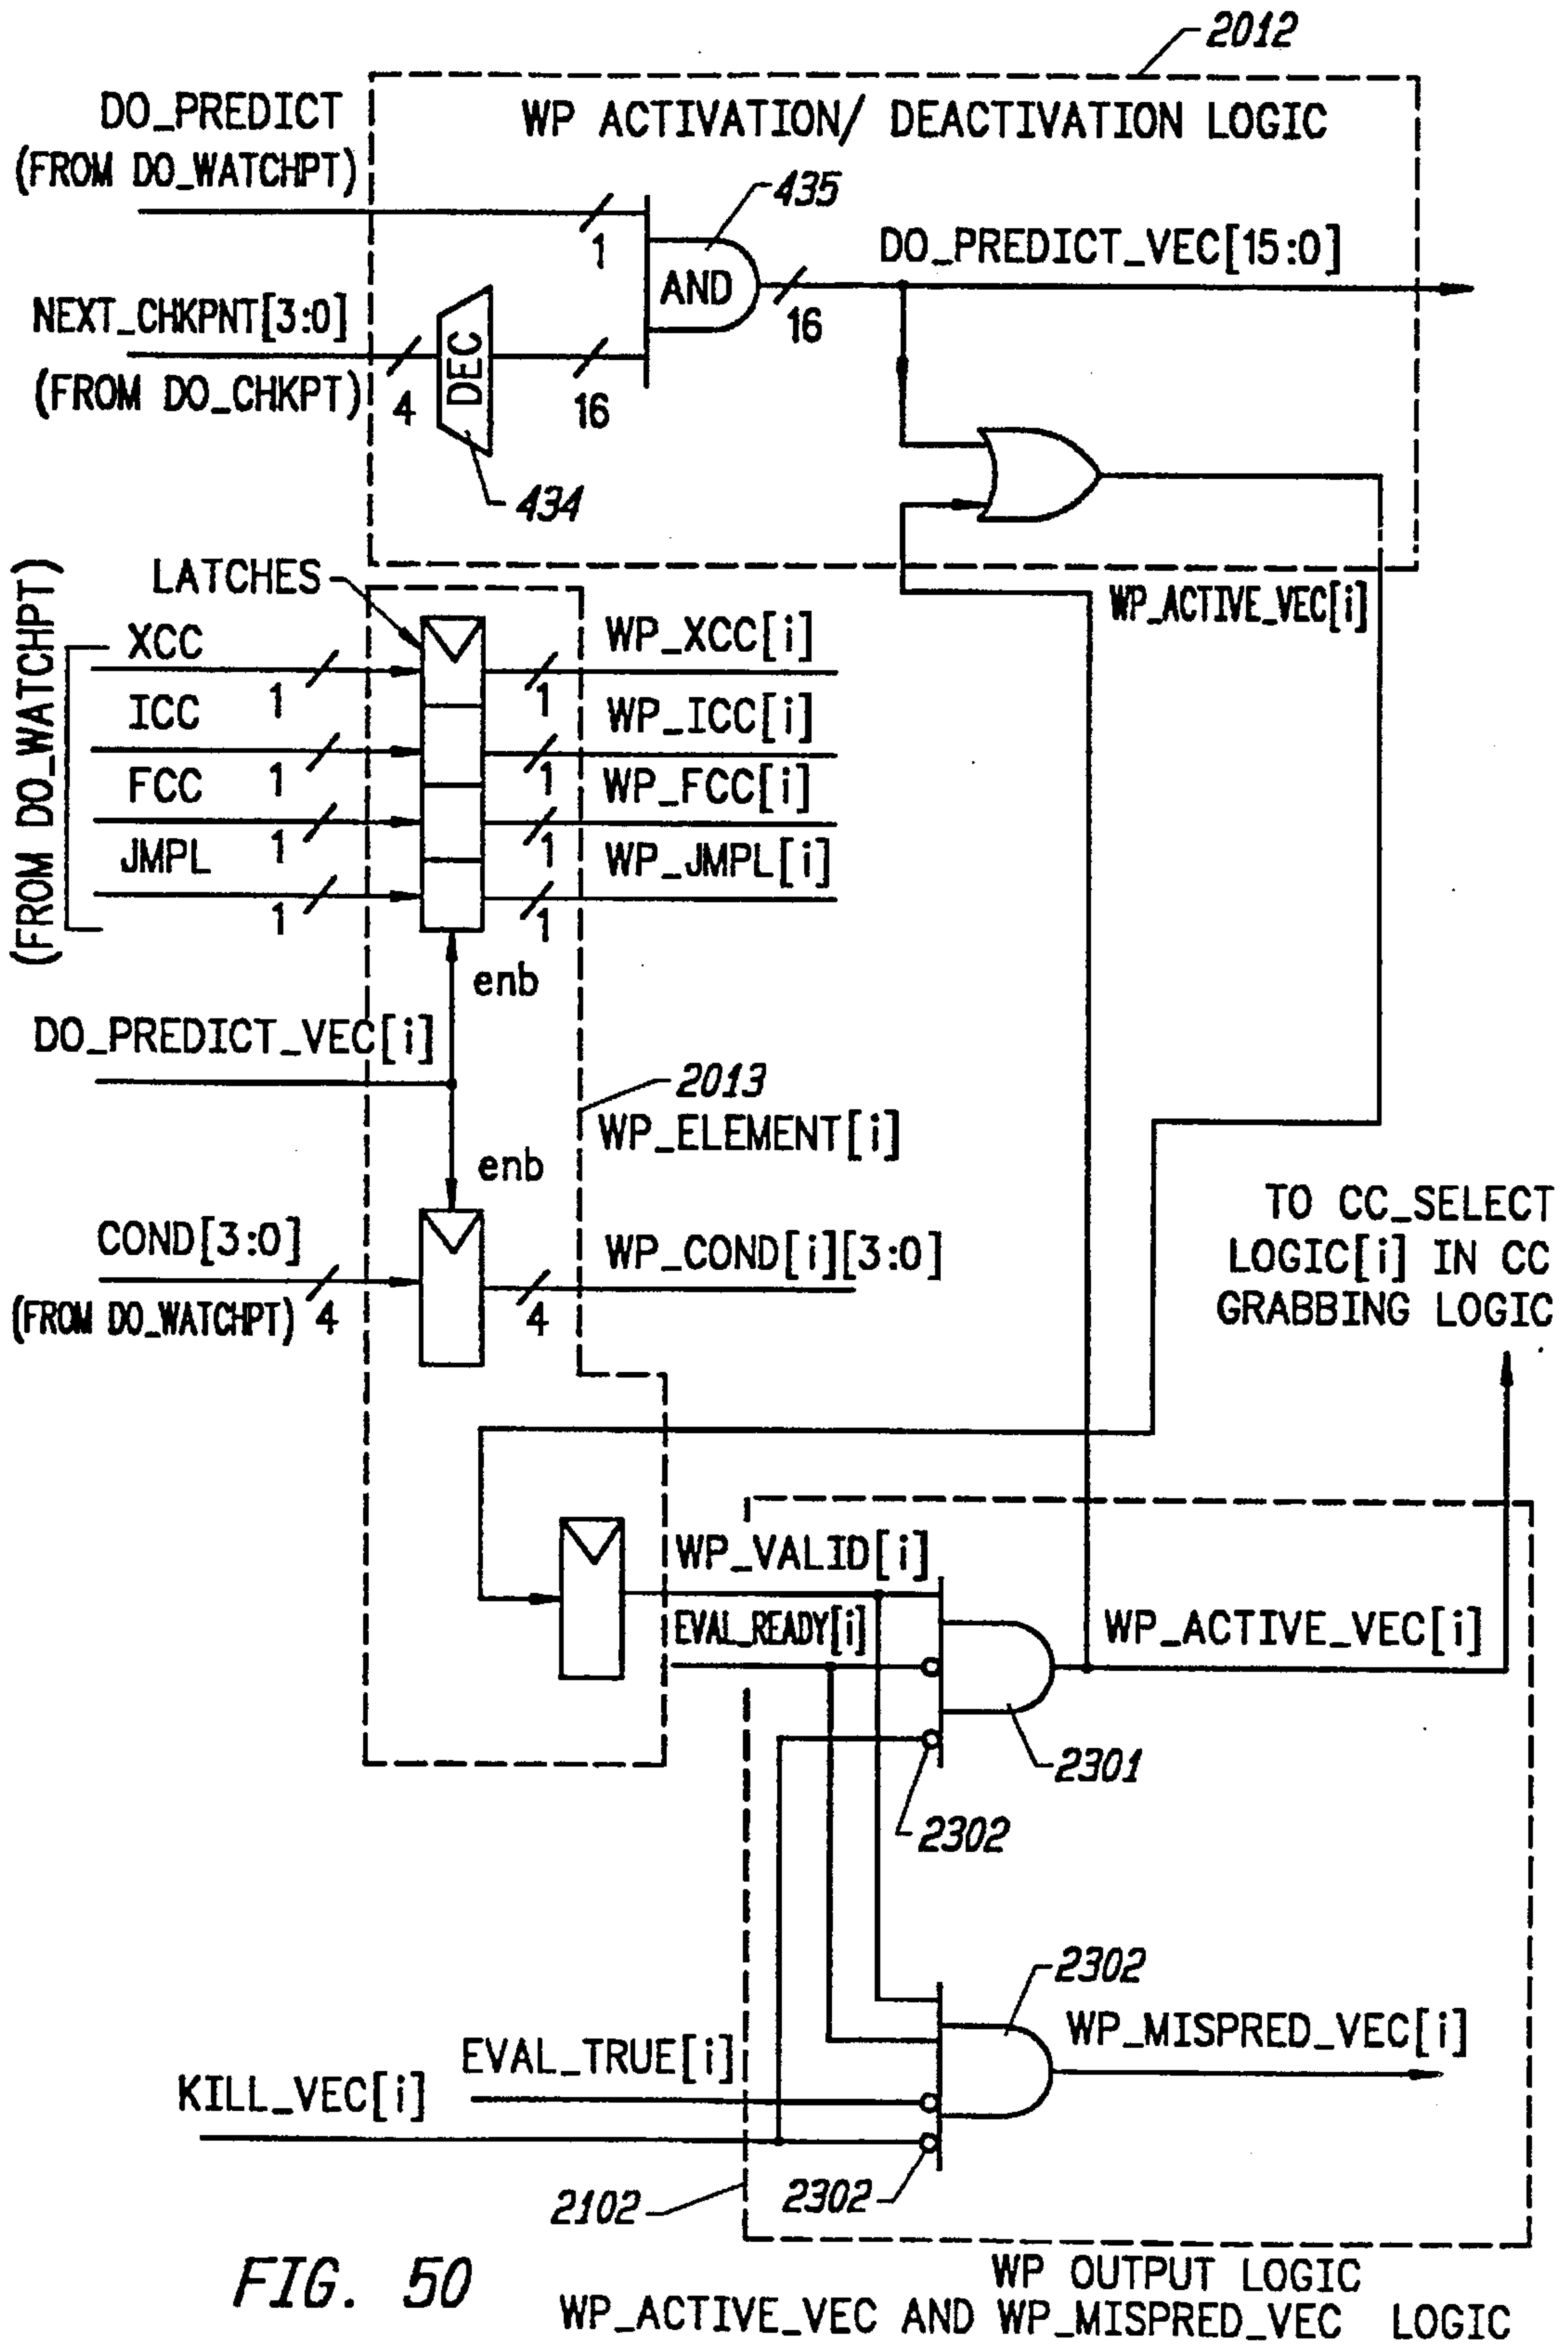 2012
DO_PREDICT
(FROM DO_WATCHPT)
WP ACTIVATION/ DEACTIVATION LOGIC
435
1
DO_PREDICT_VEC[15:0]
AND
16
NEXT_CHKPNT[3:0]
(FROM DO_CHKPT)
4
DEC
16
434
WP_ACTIVE_VEC[i]
LATCHES
(FROM DO_WATCHPT)
XCC
1
1
WP_XCC[i]
ICC
1
1
WP_ICC[i]
FCC
1
1
WP_FCC[i]
JMPL
1
1
WP_JMPL[i]
enb
DO_PREDICT_VEC[i]
2013
WP_ELEMENT[i]
enb
COND[3:0]
(FROM DO_WATCHPT)
4
4
WP_COND[i][3:0]
TO CC_SELECT
LOGIC[i] IN CC
GRABBING LOGIC
WP_VALID[i]
EVAL_READY[i]
WP_ACTIVE_VEC[i]
2301
2302
2302
WP_MISPRED_VEC[i]
EVAL_TRUE[i]
KILL_VEC[i]
2102
2302
FIG. 50
WP OUTPUT LOGIC
WP_ACTIVE_VEC AND WP_MISPRED_VEC LOGIC